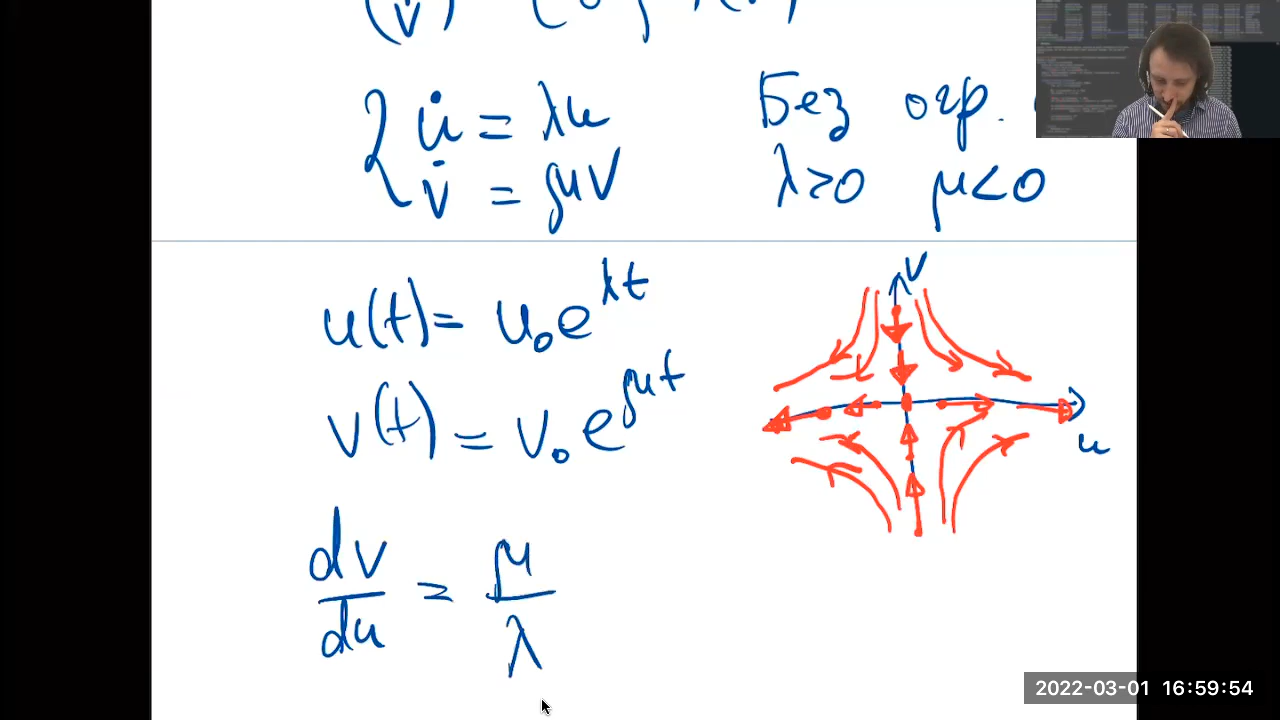 { u̇ = λu
v̇ = μv
Без огр.
λ>0 μ<0
u(t)= u₀e^{λt}
v(t) = v₀e^{μt}
v
u
dv/du = μ/λ
2022-03-01 16:59:54